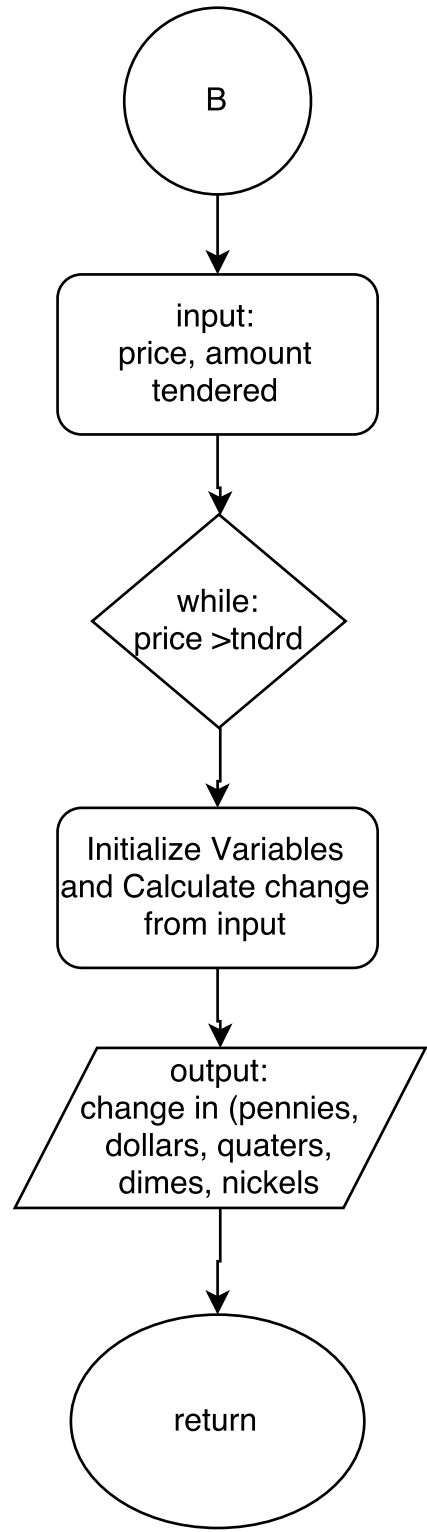 B
input:
price, amount
tendered
while:
price >tndrd
Initialize Variables
and Calculate change
from input
output:
change in (pennies,
dollars, quaters,
dimes, nickels
return